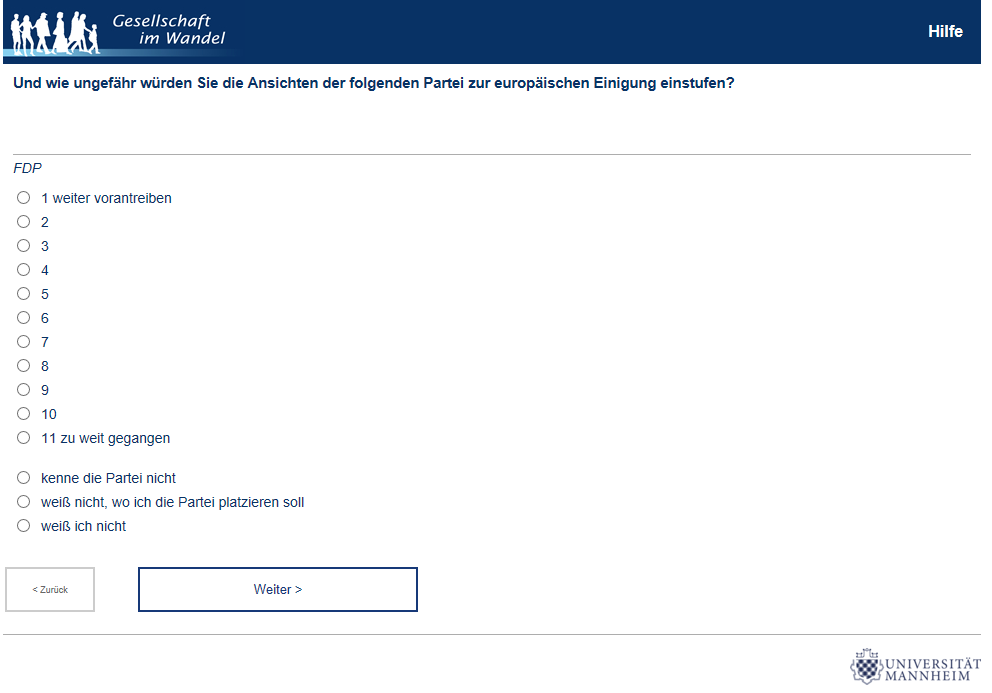 Gesellschaft
im Wandel
Hilfe
Und wie ungefähr würden Sie die Ansichten der folgenden Partei zur europäischen Einigung einstufen?
FDP
1 weiter vorantreiben
2
3
4
5
6
7
8
9
10
11 zu weit gegangen
kenne die Partei nicht
weiß nicht, wo ich die Partei platzieren soll
weiß ich nicht
< Zurück
Weiter >
UNIVERSITÄT
MANNHEIM